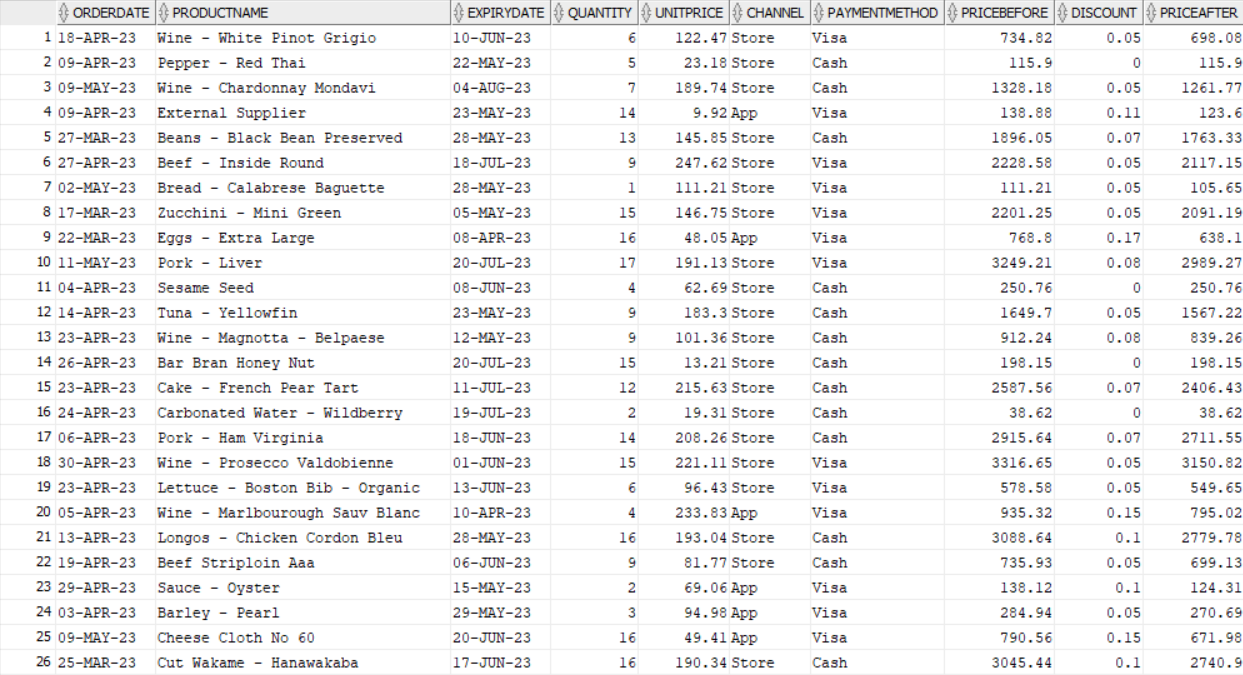 ORDERDATE PRODUCTNAME EXPIRYDATE QUANTITY UNITPRICE CHANNEL PAYMENTMETHOD PRICEBEFORE DISCOUNT PRICEAFTER
1 18-APR-23 Wine - White Pinot Grigio 10-JUN-23 6 122.47 Store Visa 734.82 0.05 698.08
2 09-APR-23 Pepper - Red Thai 22-MAY-23 5 23.18 Store Cash 115.9 0 115.9
3 09-MAY-23 Wine - Chardonnay Mondavi 04-AUG-23 7 189.74 Store Cash 1328.18 0.05 1261.77
4 09-APR-23 External Supplier 23-MAY-23 14 9.92 App Visa 138.88 0.11 123.6
5 27-MAR-23 Beans - Black Bean Preserved 28-MAY-23 13 145.85 Store Cash 1896.05 0.07 1763.33
6 27-APR-23 Beef - Inside Round 18-JUL-23 9 247.62 Store Visa 2228.58 0.05 2117.15
7 02-MAY-23 Bread - Calabrese Baguette 28-MAY-23 1 111.21 Store Visa 111.21 0.05 105.65
8 17-MAR-23 Zucchini - Mini Green 05-MAY-23 15 146.75 Store Visa 2201.25 0.05 2091.19
9 22-MAR-23 Eggs - Extra Large 08-APR-23 16 48.05 App Visa 768.8 0.17 638.1
10 11-MAY-23 Pork - Liver 20-JUL-23 17 191.13 Store Visa 3249.21 0.08 2989.27
11 04-APR-23 Sesame Seed 08-JUN-23 4 62.69 Store Cash 250.76 0 250.76
12 14-APR-23 Tuna - Yellowfin 23-MAY-23 9 183.3 Store Cash 1649.7 0.05 1567.22
13 23-APR-23 Wine - Magnotta - Belpaese 12-MAY-23 9 101.36 Store Cash 912.24 0.08 839.26
14 26-APR-23 Bar Bran Honey Nut 20-JUL-23 15 13.21 Store Cash 198.15 0 198.15
15 23-APR-23 Cake - French Pear Tart 11-JUL-23 12 215.63 Store Cash 2587.56 0.07 2406.43
16 24-APR-23 Carbonated Water - Wildberry 19-JUL-23 2 19.31 Store Cash 38.62 0 38.62
17 06-APR-23 Pork - Ham Virginia 18-JUN-23 14 208.26 Store Cash 2915.64 0.07 2711.55
18 30-APR-23 Wine - Prosecco Valdobienne 01-JUN-23 15 221.11 Store Visa 3316.65 0.05 3150.82
19 23-APR-23 Lettuce - Boston Bib - Organic 13-JUN-23 6 96.43 Store Visa 578.58 0.05 549.65
20 05-APR-23 Wine - Marlbourough Sauv Blanc 10-APR-23 4 233.83 App Visa 935.32 0.15 795.02
21 13-APR-23 Longos - Chicken Cordon Bleu 28-MAY-23 16 193.04 Store Cash 3088.64 0.1 2779.78
22 19-APR-23 Beef Striploin Aaa 06-JUN-23 9 81.77 Store Cash 735.93 0.05 699.13
23 29-APR-23 Sauce - Oyster 15-MAY-23 2 69.06 App Visa 138.12 0.1 124.31
24 03-APR-23 Barley - Pearl 29-MAY-23 3 94.98 App Visa 284.94 0.05 270.69
25 09-MAY-23 Cheese Cloth No 60 20-JUN-23 16 49.41 App Visa 790.56 0.15 671.98
26 25-MAR-23 Cut Wakame - Hanawakaba 17-JUN-23 16 190.34 Store Cash 3045.44 0.1 2740.9